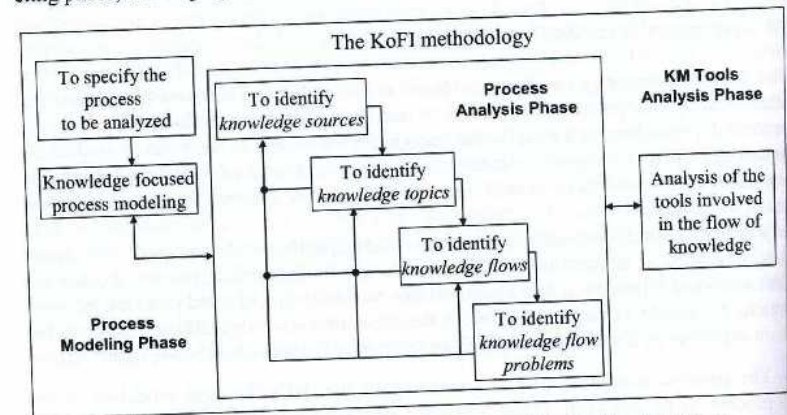 The KoFI methodology
To specify the
process
to be analyzed
Knowledge focused
process modeling
Process
Modeling Phase
To identify
knowledge sources
Process
Analysis Phase
To identify
knowledge topics
To identify
knowledge flows
To identify
knowledge flow
problems
KM Tools
Analysis Phase
Analysis of the
tools involved
in the flow of
knowledge